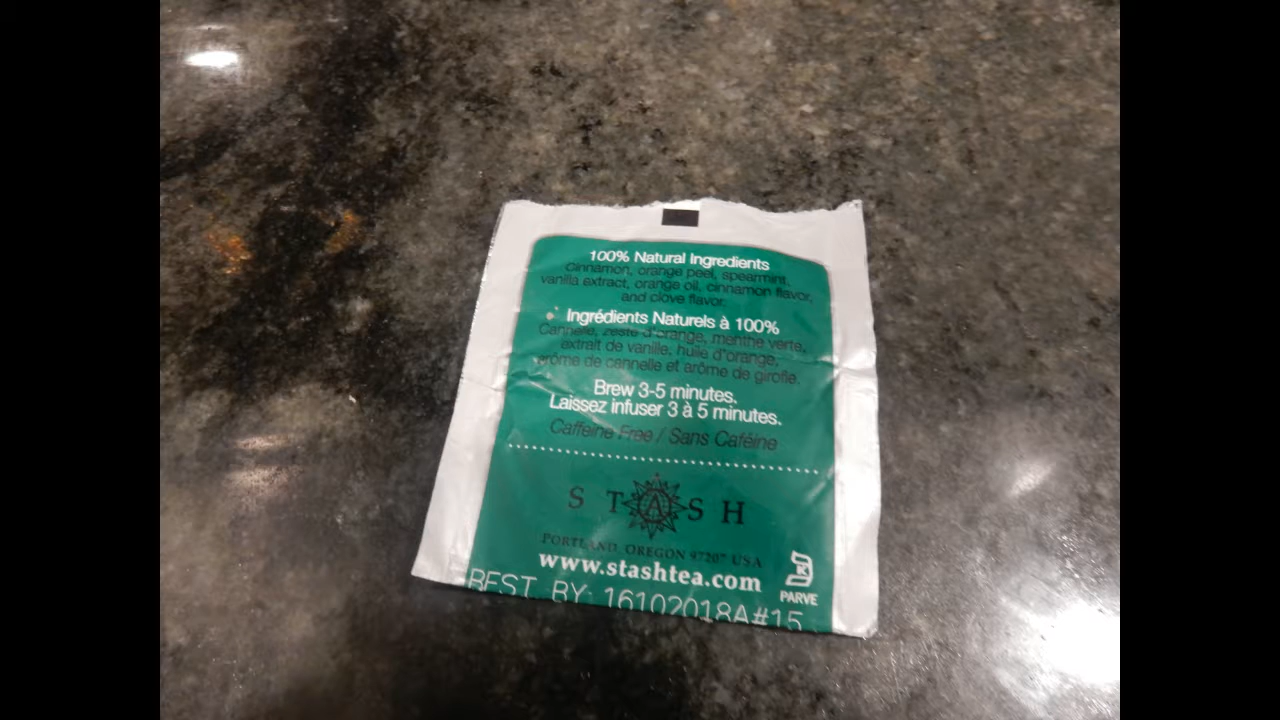 100% Natural Ingredients
Cinnamon, orange peel, spearmint,
vanilla extract, orange oil, cinnamon flavor,
and clove flavor.
Ingrédients Naturels à 100%
Cannelle, zeste d'orange, menthe verte,
extrait de vanille, huile d'orange,
arôme de cannelle et arôme de girofle.
Brew 3-5 minutes.
Laissez infuser 3 à 5 minutes.
Caffeine Free / Sans Caféine
STASH
PORTLAND OREGON 97207 USA
www.stashtea.com
K
PARVE
BEST BY: 16102018A#15